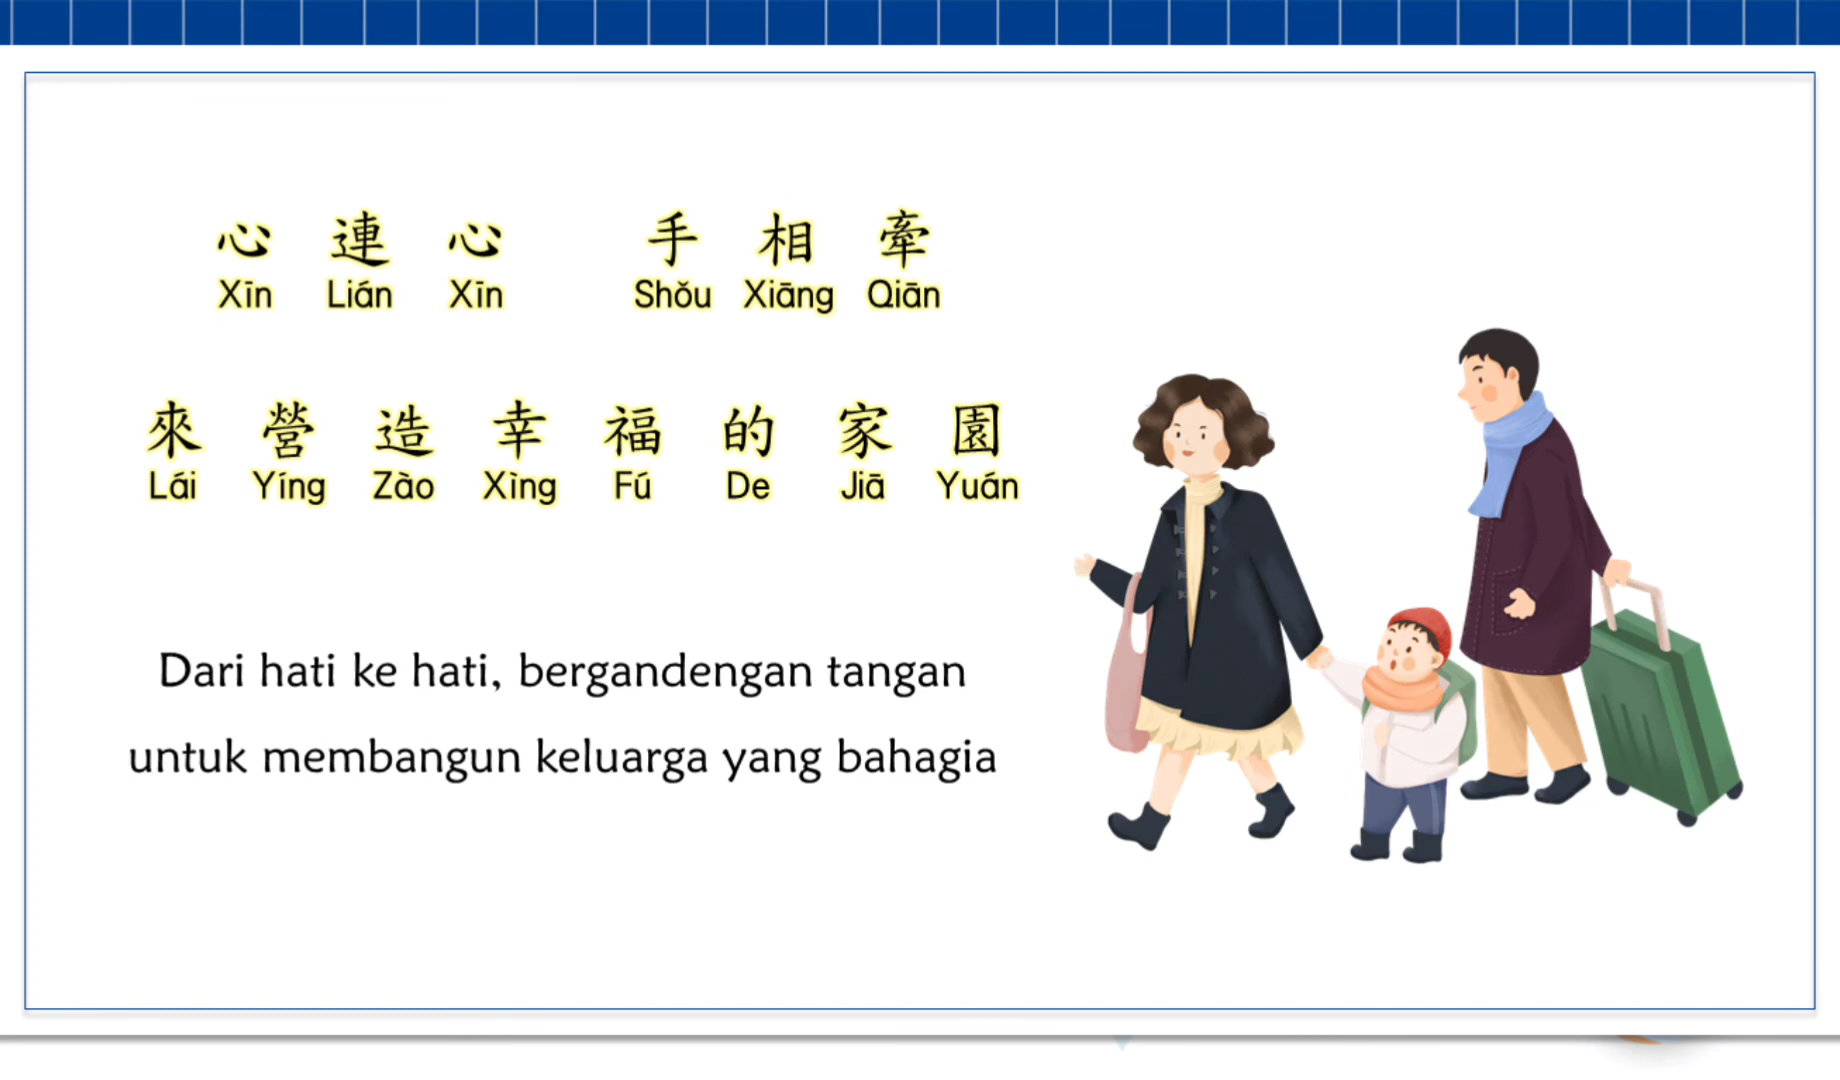 心 連 心 手 相 牽
Xīn Lián Xīn Shǒu Xiāng Qiān
來 營 造 幸 福 的 家 園
Lái Yíng Zào Xìng Fú De Jiā Yuán
Dari hati ke hati, bergandengan tangan
untuk membangun keluarga yang bahagia